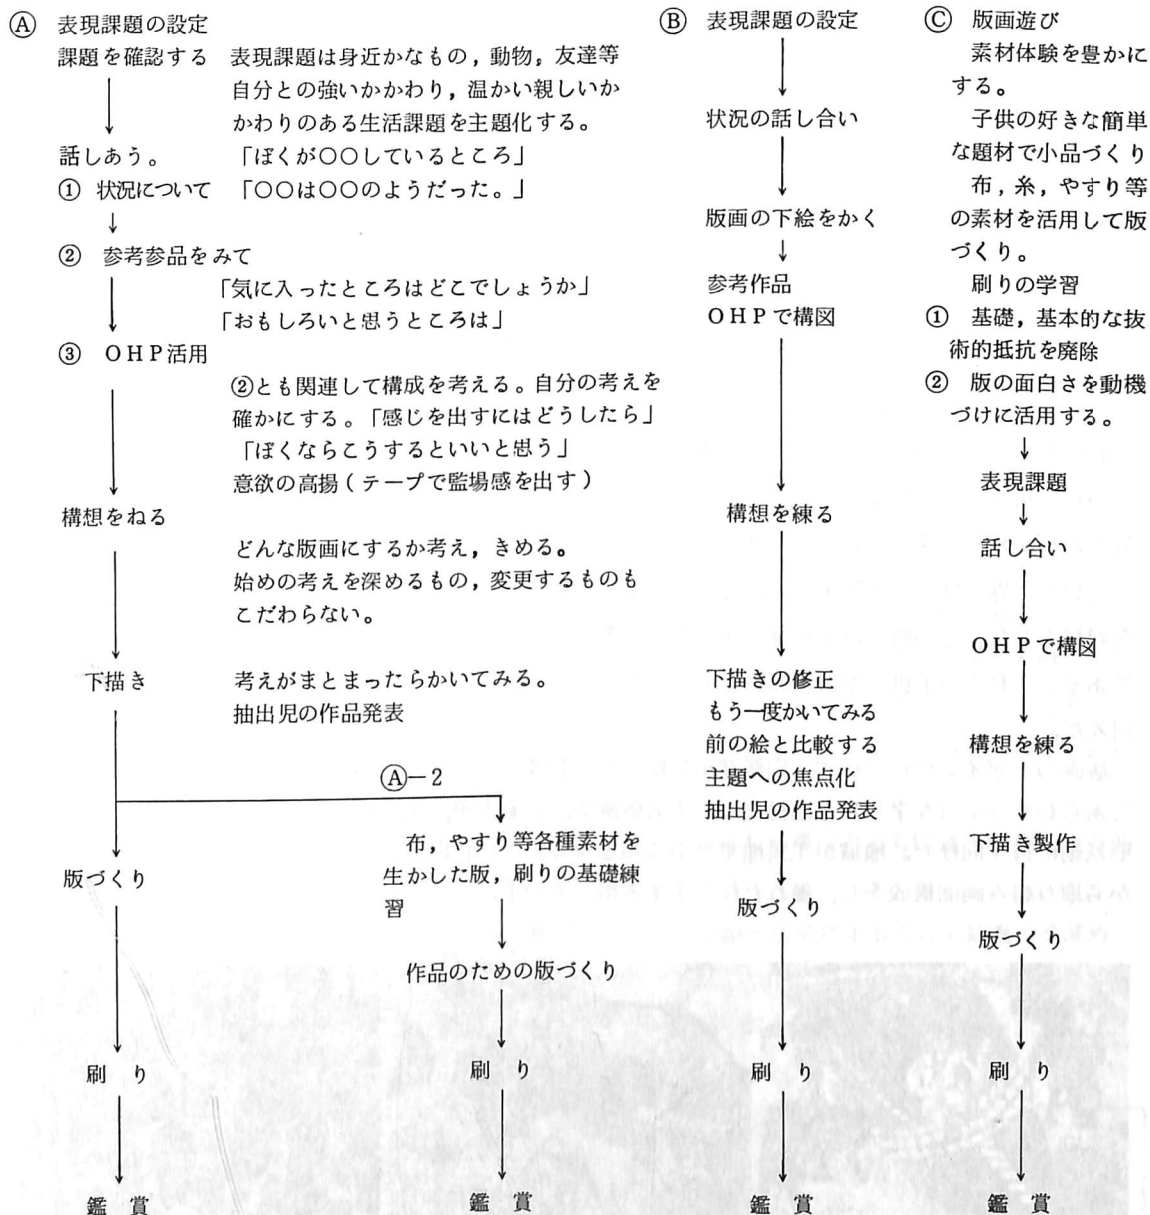 Ⓐ 表現課題の設定
課題を確認する 表現課題は身近かなもの,動物,友達等
自分との強いかかわり,温かい親しいか
かわりのある生活課題を主題化する。
話しあう。 「ぼくが〇〇しているところ」
① 状況について 「〇〇は〇〇のようだった。」
② 参考参品をみて
「気に入ったところはどこでしょうか」
「おもしろいと思うところは」
③ OHP活用
②とも関連して構成を考える。自分の考えを
確かにする。「感じを出すにはどうしたら」
「ぼくならこうするといいと思う」
意欲の高揚(テープで監場感を出す)
構想をねる
どんな版画にするか考え,きめる。
始めの考えを深めるもの,変更するものも
こだわらない。
下描き 考えがまとまったらかいてみる。
抽出児の作品発表
版づくり
刷り
鑑賞
Ⓐ-2
布,やすり等各種素材を
生かした版,刷りの基礎練
習
作品のための版づくり
刷り
鑑賞
Ⓑ 表現課題の設定
状況の話し合い
版画の下絵をかく
参考作品
OHPで構図
構想を練る
下描きの修正
もう一度かいてみる
前の絵と比較する
主題への焦点化
抽出児の作品発表
版づくり
刷り
鑑賞
Ⓒ 版画遊び
素材体験を豊かに
する。
子供の好きな簡単
な題材で小品づくり
布,糸,やすり等
の素材を活用して版
づくり。
刷りの学習
① 基礎,基本的な技
術的抵抗を廃除
② 版の面白さを動機
づけに活用する。
表現課題
話し合い
OHPで構図
構想を練る
下描き製作
版づくり
刷り
鑑賞